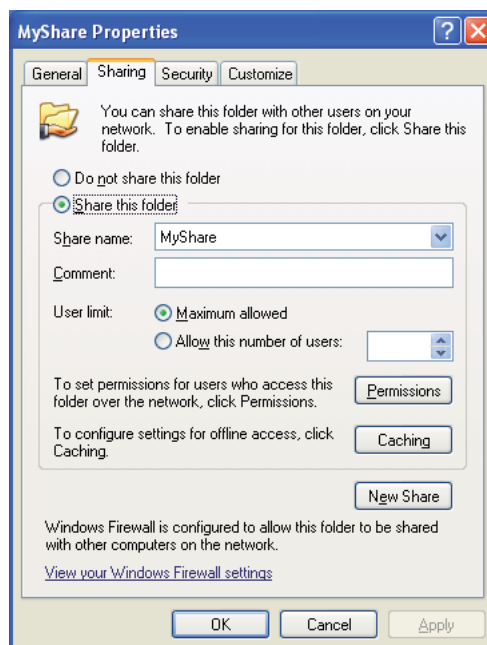 MyShare Properties
General Sharing Security Customize
You can share this folder with other users on your
network. To enable sharing for this folder, click Share this
folder.
Do not share this folder
Share this folder
Share name: MyShare
Comment:
User limit: Maximum allowed
Allow this number of users:
To set permissions for users who access this
folder over the network, click Permissions.
Permissions
To configure settings for offline access, click
Caching.
Caching
New Share
Windows Firewall is configured to allow this folder to be shared
with other computers on the network.
View your Windows Firewall settings
OK Cancel Apply